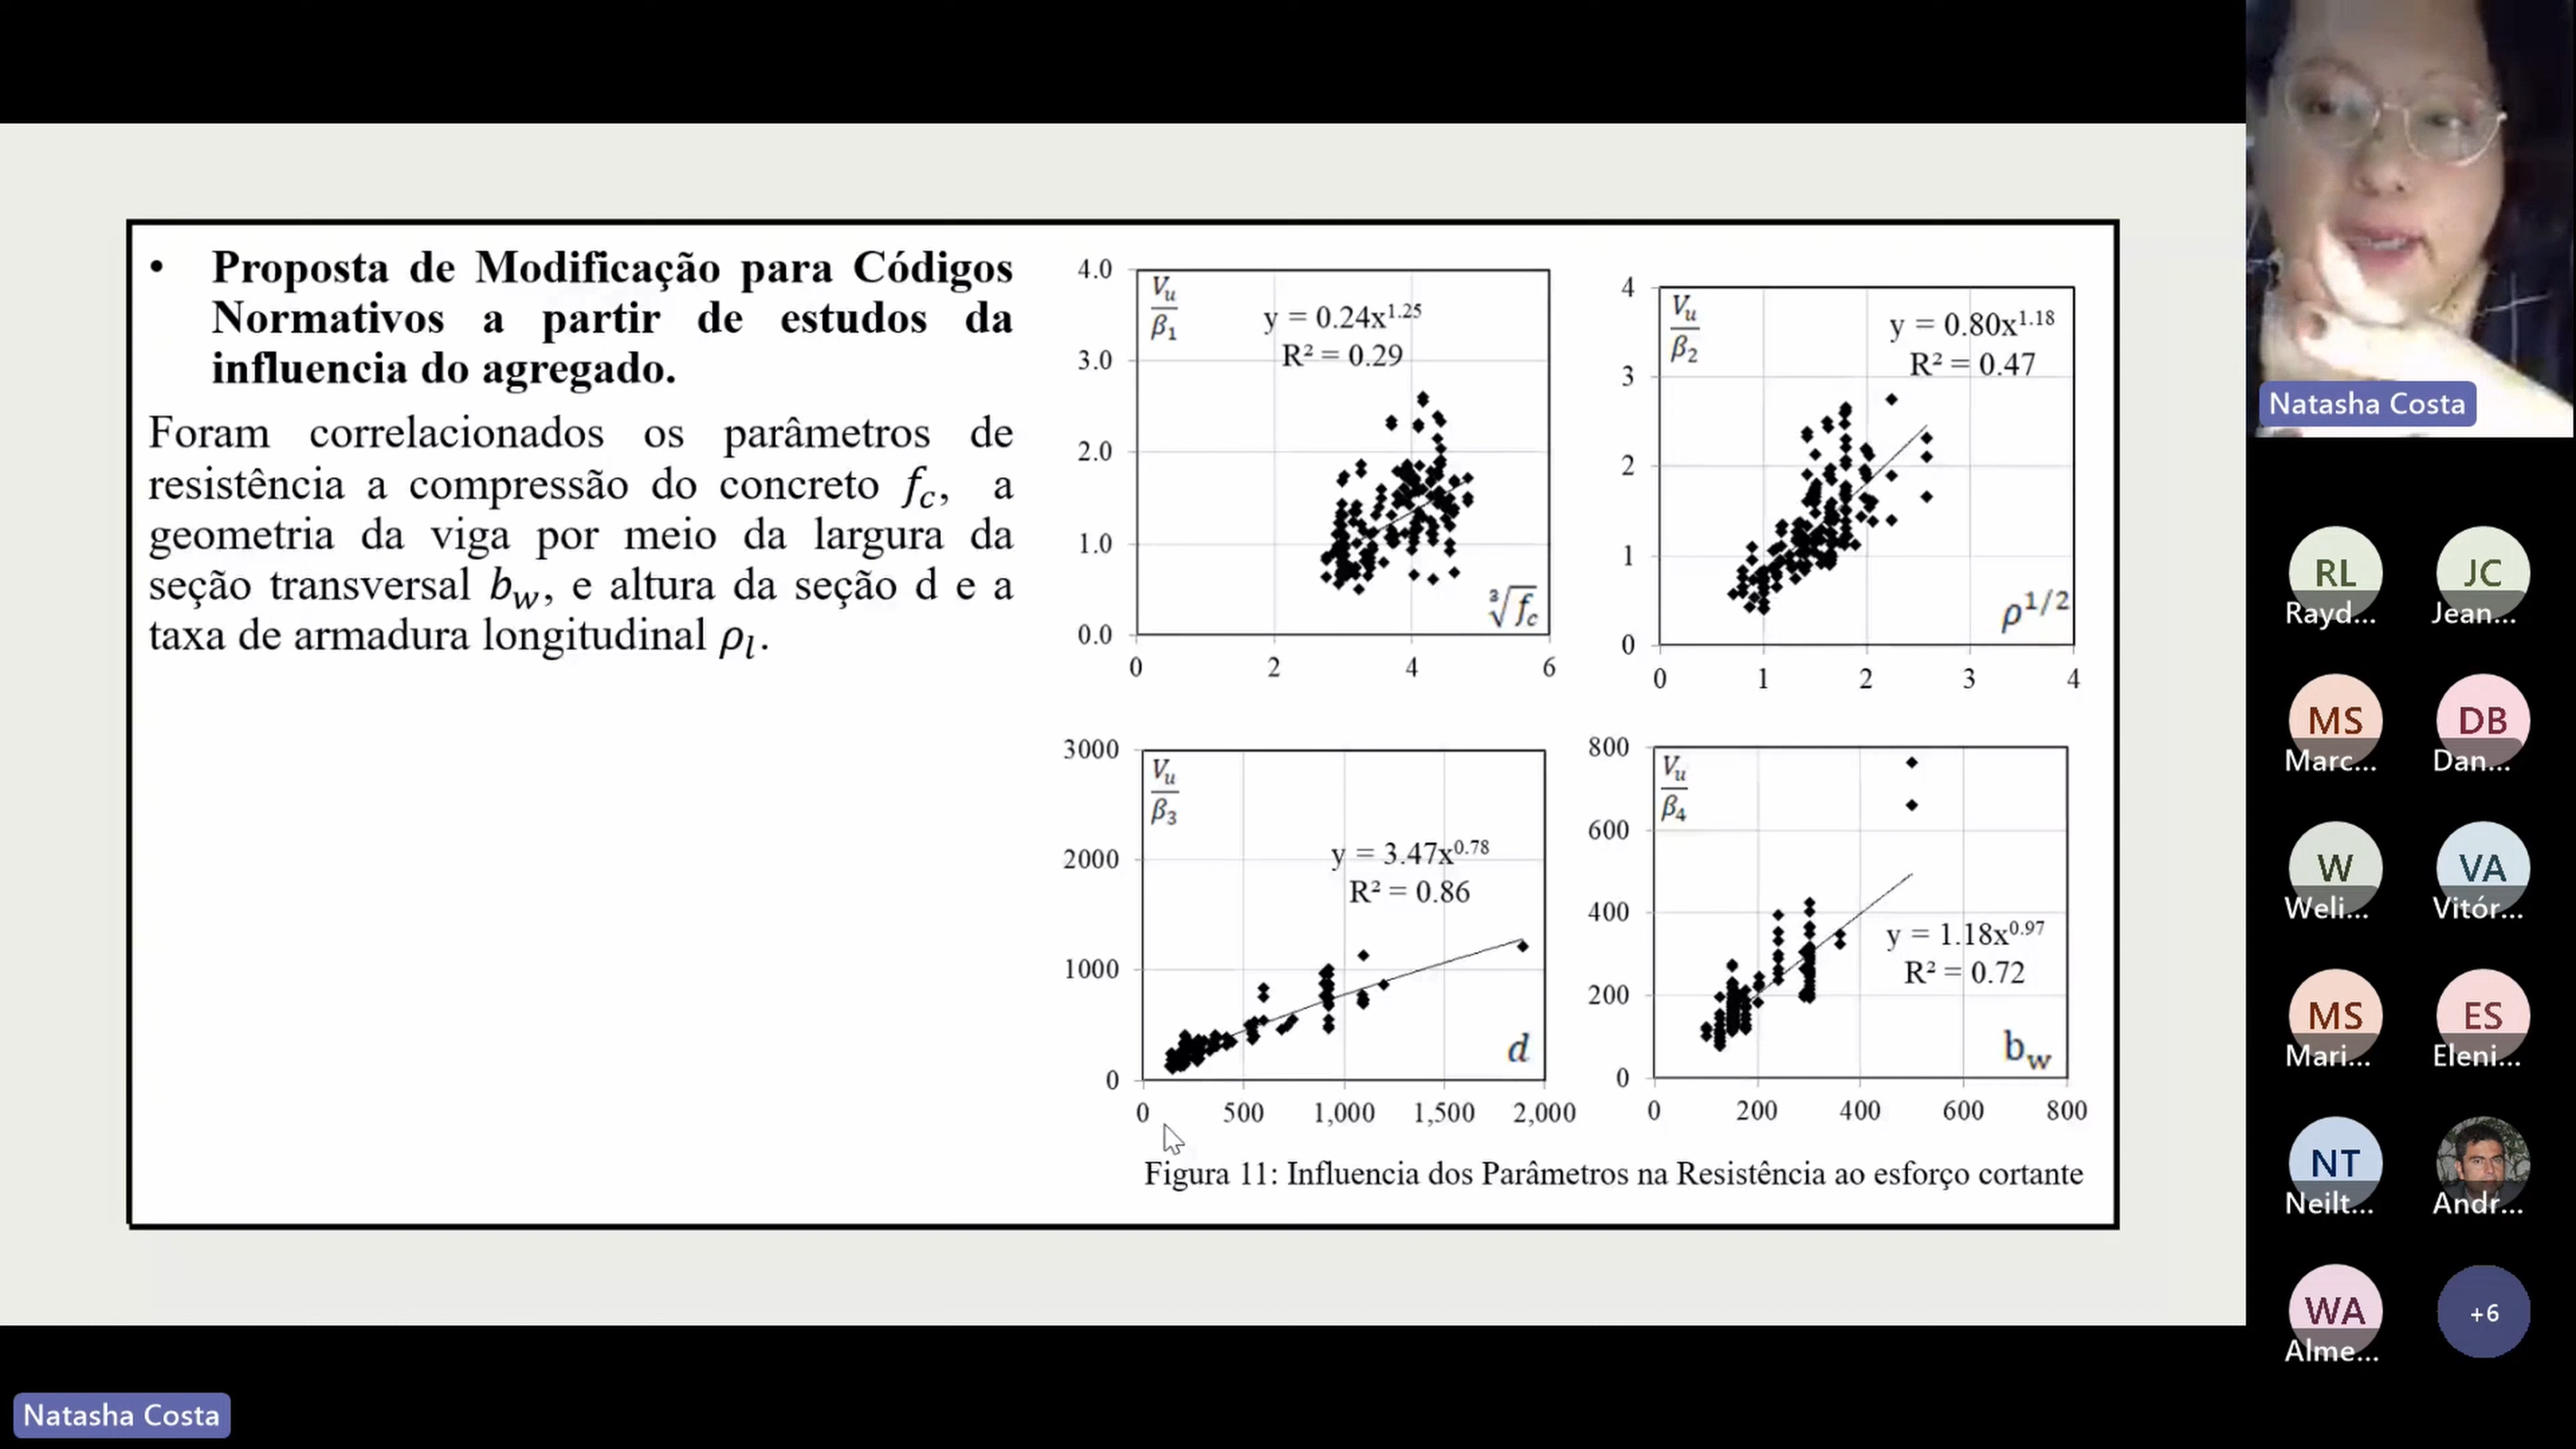 • Proposta de Modificação para Códigos
Normativos a partir de estudos da
influencia do agregado.
Foram correlacionados os parâmetros de
resistência a compressão do concreto f_c, a
geometria da viga por meio da largura da
seção transversal b_w, e altura da seção d e a
taxa de armadura longitudinal ρ_l.
4.0
3.0
2.0
1.0
0.0
V_u/β_1
y = 0.24x^1.25
R² = 0.29
∛f_c
0 2 4 6
4
3
2
1
0
V_u/β_2
y = 0.80x^1.18
R² = 0.47
ρ^1/2
0 1 2 3 4
3000
2000
1000
0
V_u/β_3
y = 3.47x^0.78
R² = 0.86
d
0 500 1,000 1,500 2,000
800
600
400
200
0
V_u/β_4
y = 1.18x^0.97
R² = 0.72
b_w
0 200 400 600 800
Figura 11: Influencia dos Parâmetros na Resistência ao esforço cortante
Natasha Costa
RL JC
Rayd... Jean...
MS DB
Marc... Dan...
W VA
Weli... Vitór...
MS ES
Mari... Eleni...
NT
Neilt... Andr...
WA +6
Alme...
Natasha Costa